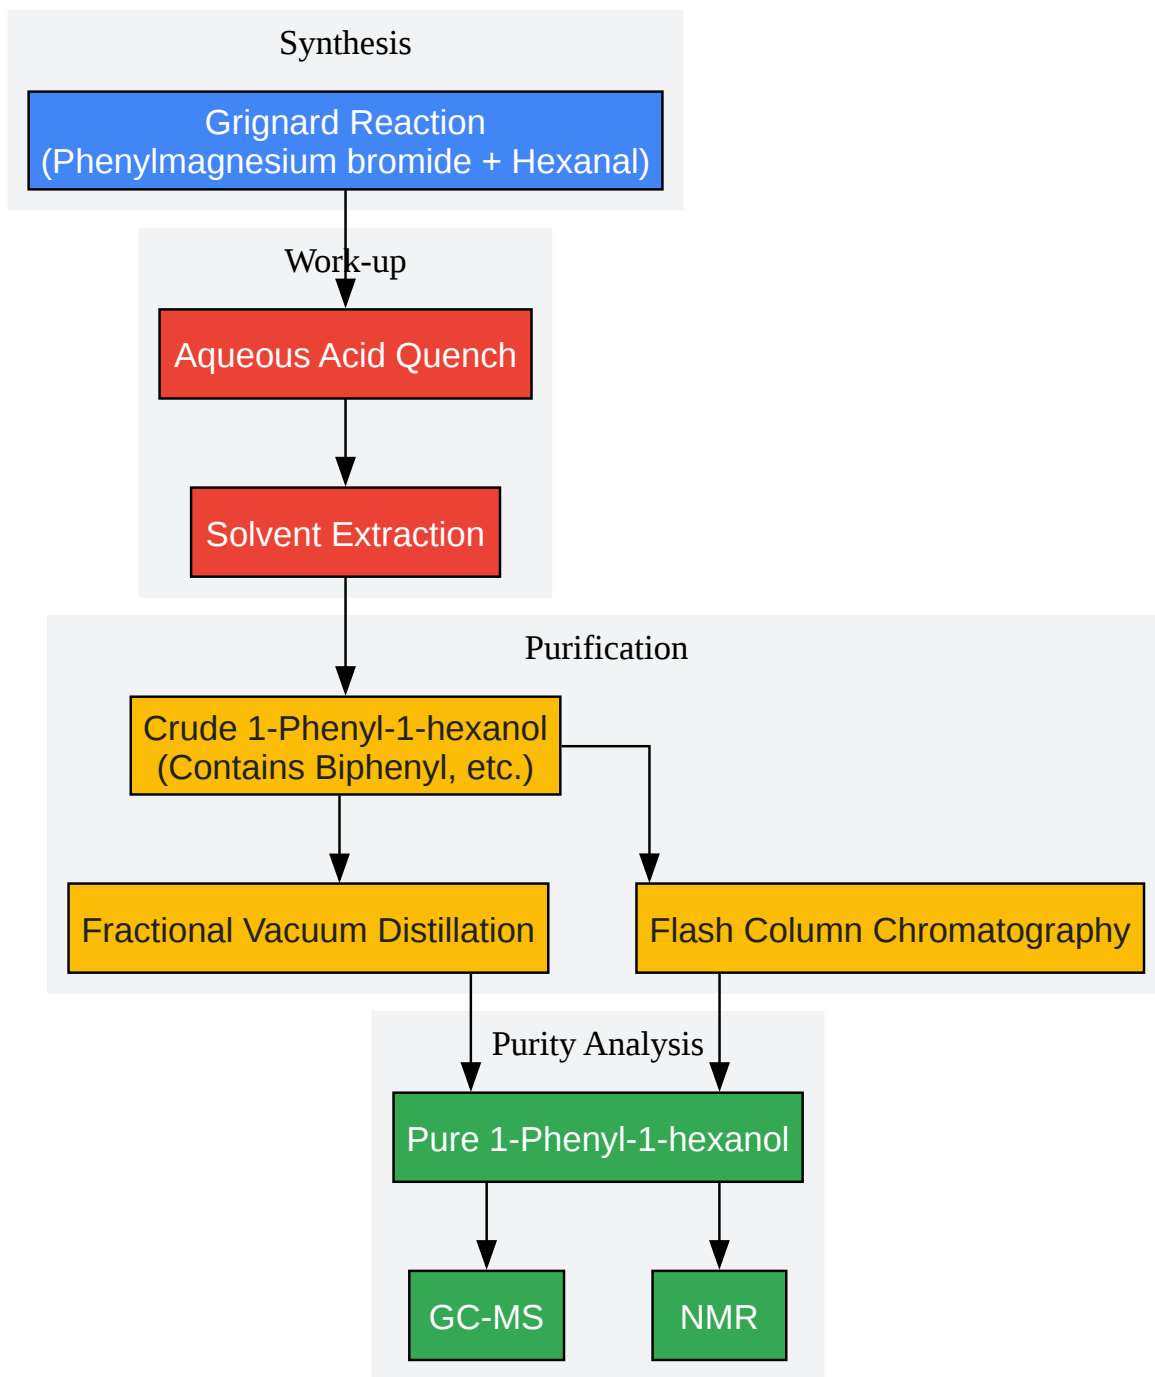 Synthesis
Grignard Reaction
(Phenylmagnesium bromide + Hexanal)
Work-up
Aqueous Acid Quench
Solvent Extraction
Purification
Crude 1-Phenyl-1-hexanol
(Contains Biphenyl, etc.)
Fractional Vacuum Distillation
Flash Column Chromatography
Purity Analysis
Pure 1-Phenyl-1-hexanol
GC-MS
NMR